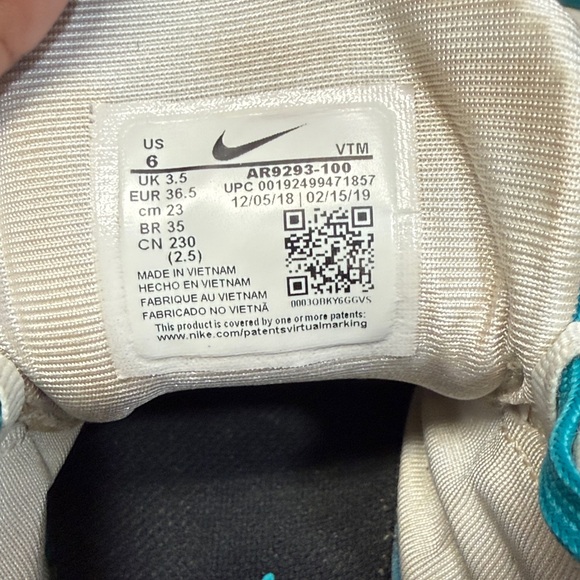 US
6
VTM
UK 3.5
AR9293-100
EUR 36.5
UPC 00192499471857
cm 23
12/05/18 | 02/15/19
BR 35
CN 230
(2.5)
MADE IN VIETNAM
HECHO EN VIETNAM
FABRIQUE AU VIETNAM
FABRICADO NO VIETNÃ
0003OBKY6GGVS
This product is covered by one or more patents:
www.nike.com/patentsvirtualmarking